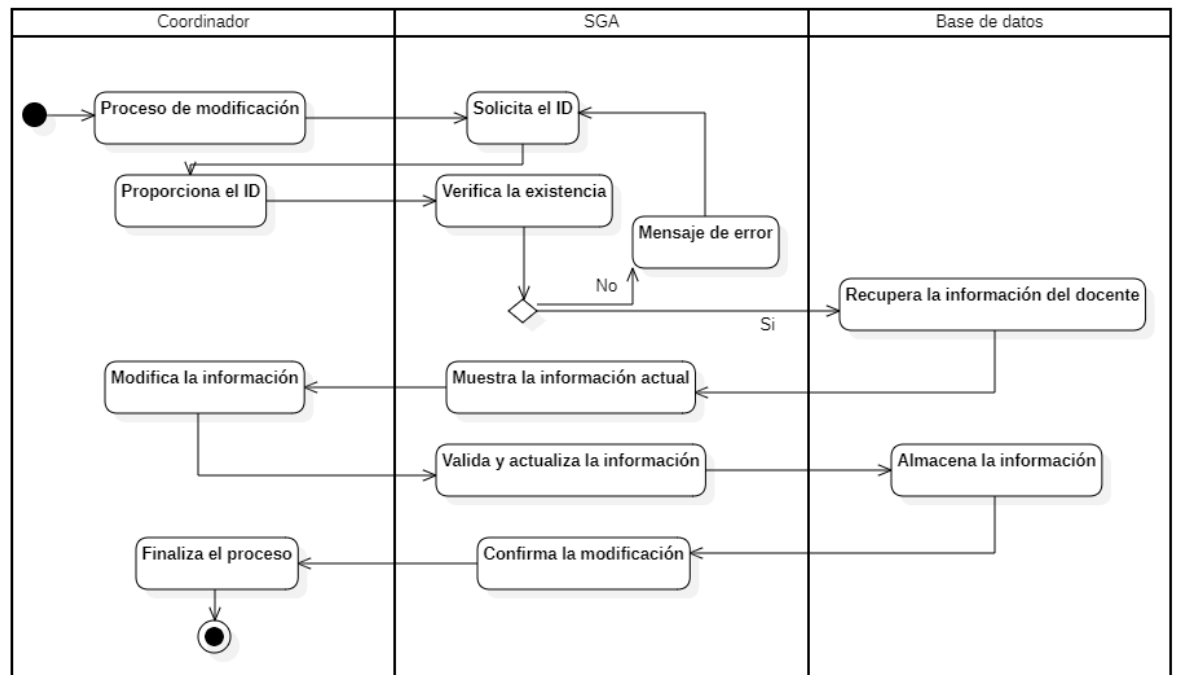 Coordinador
SGA
Base de datos
Proceso de modificación
Solicita el ID
Proporciona el ID
Verifica la existencia
Mensaje de error
No
Si
Recupera la información del docente
Modifica la información
Muestra la información actual
Valida y actualiza la información
Almacena la información
Finaliza el proceso
Confirma la modificación